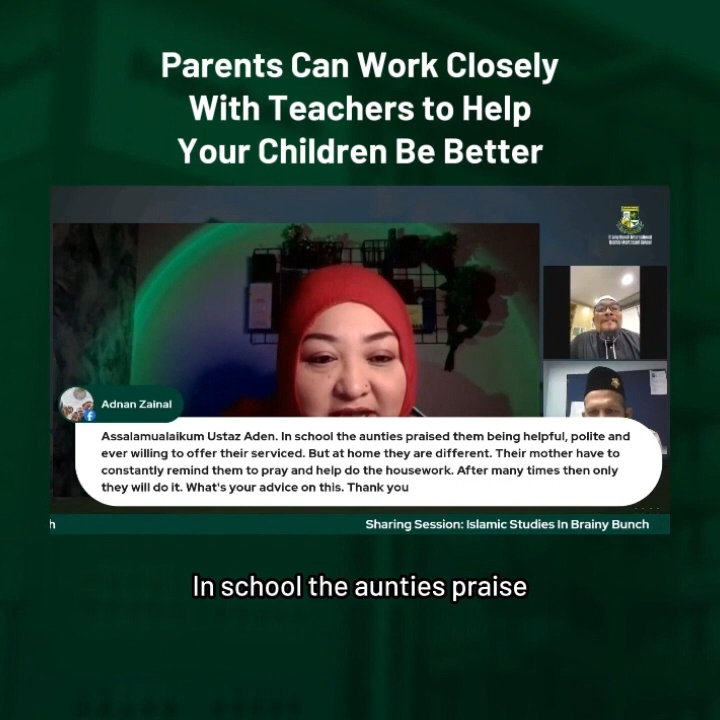 Parents Can Work Closely
With Teachers to Help
Your Children Be Better
Adnan Zainal
Assalamualaikum Ustaz Aden. In school the aunties praised them being helpful, polite and
ever willing to offer their serviced. But at home they are different. Their mother have to
constantly remind them to pray and help do the housework. After many times then only
they will do it. What's your advice on this. Thank you
h
Sharing Session: Islamic Studies In Brainy Bunch
In school the aunties praise